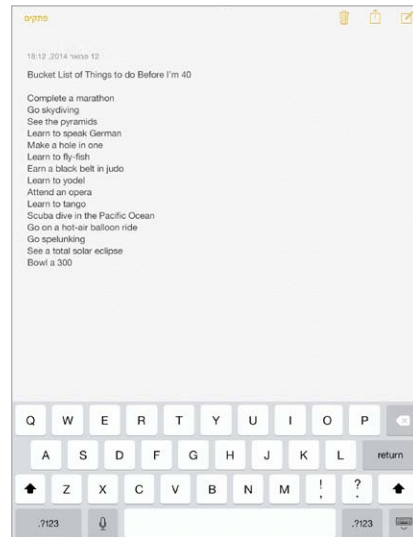 פתקים
12 פברואר 2014, 18:12
Bucket List of Things to do Before I'm 40
Complete a marathon
Go skydiving
See the pyramids
Learn to speak German
Make a hole in one
Learn to fly-fish
Earn a black belt in judo
Learn to yodel
Attend an opera
Learn to tango
Scuba dive in the Pacific Ocean
Go on a hot-air balloon ride
Go spelunking
See a total solar eclipse
Bowl a 300
Q W E R T Y U I O P
A S D F G H J K L return
Z X C V B N M ! , ? .
.?123 .?123